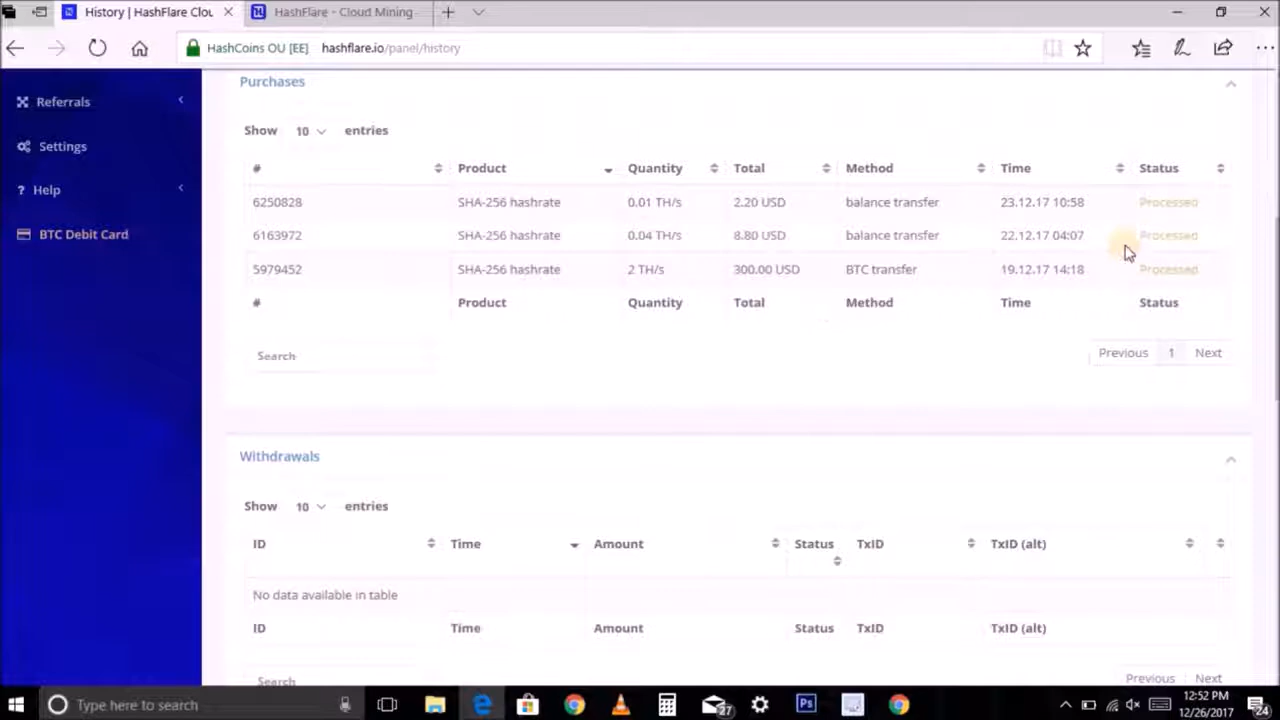 History | HashFlare Clou
HashFlare - Cloud Mining
HashCoins OU [EE] hashflare.io/panel/history
Referrals
Settings
? Help
BTC Debit Card
Purchases
Show 10 entries
# Product Quantity Total Method Time Status
6250828 SHA-256 hashrate 0.01 TH/s 2.20 USD balance transfer 23.12.17 10:58 Processed
6163972 SHA-256 hashrate 0.04 TH/s 8.80 USD balance transfer 22.12.17 04:07 Processed
5979452 SHA-256 hashrate 2 TH/s 300.00 USD BTC transfer 19.12.17 14:18 Processed
# Product Quantity Total Method Time Status
Search
Previous 1 Next
Withdrawals
Show 10 entries
ID Time Amount Status TxID TxID (alt)
No data available in table
ID Time Amount Status TxID TxID (alt)
Search
Previous Next
Type here to search
27
Ps
12:52 PM
12/26/2017
24